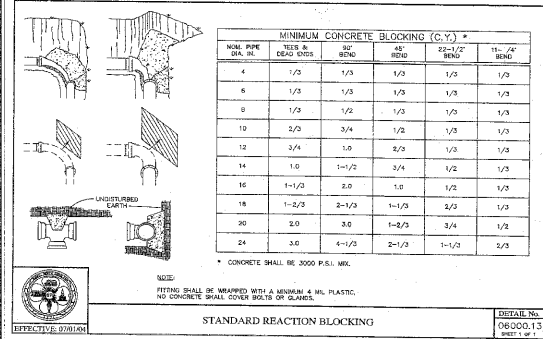 MINIMUM CONCRETE BLOCKING (C.Y.) *
NOM. PIPE DIA. IN. TEES & DEAD ENDS 90° BEND 45° BEND 22-1/2° BEND 11- /4° BEND
4 1/3 1/3 1/3 1/3 1/3
6 1/3 1/3 1/3 1/3 1/3
8 1/3 1/2 1/3 1/3 1/3
10 2/3 3/4 1/2 1/3 1/3
12 3/4 1.0 2/3 1/3 1/3
14 1.0 1-1/2 3/4 1/2 1/3
16 1-1/3 2.0 1.0 1/2 1/3
18 1-2/3 2-1/3 1-1/3 2/3 1/3
20 2.0 3.0 1-2/3 3/4 1/2
24 3.0 4-1/3 2-1/3 1-1/3 2/3
* CONCRETE SHALL BE 3000 P.S.I. MIX.
UNDISTURBED
EARTH
NOTE:
FITTING SHALL BE WRAPPED WITH A MINIMUM 4 MIL PLASTIC,
NO CONCRETE SHALL COVER BOLTS OR GLANDS.
EFFECTIVE: 07/01/04
STANDARD REACTION BLOCKING
DETAIL No.
06000.13
SHEET 1 OF 1